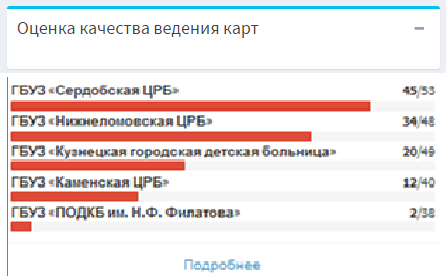 Оценка качества ведения карт
ГБУЗ «Сердобская ЦРБ» 45/53
ГБУЗ «Нижнеломовская ЦРБ» 34/48
ГБУЗ «Кузнецкая городская детская больница» 20/49
ГБУЗ «Каменская ЦРБ» 12/40
ГБУЗ «ПОДКБ им. Н.Ф. Филатова» 2/38
Подробнее